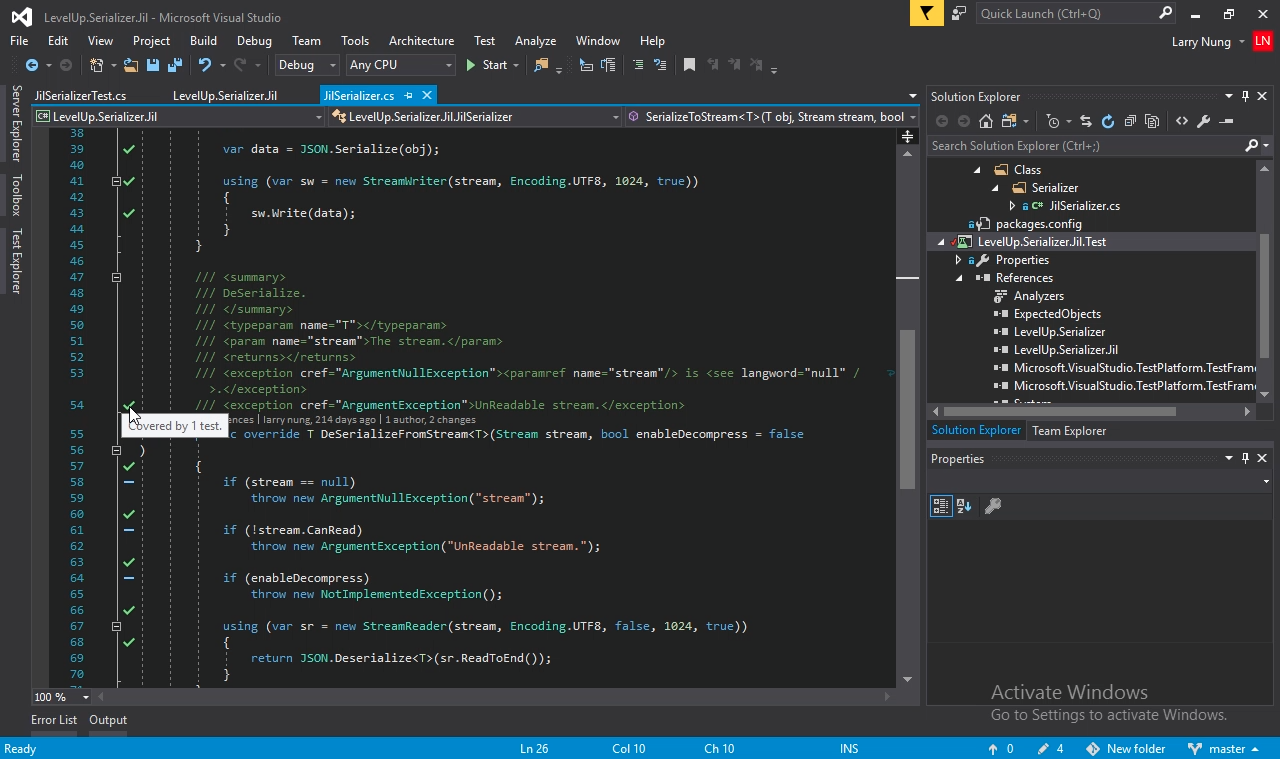 LevelUp.Serializer.Jil - Microsoft Visual Studio
Quick Launch (Ctrl+Q)
File Edit View Project Build Debug Team Tools Architecture Test Analyze Window Help
Larry Nung LN
Debug Any CPU Start
Server Explorer
Toolbox
Test Explorer
JilSerializerTest.cs LevelUp.Serializer.Jil JilSerializer.cs
C# LevelUp.Serializer.Jil LevelUp.Serializer.Jil.JilSerializer SerializeToStream<T>(T obj, Stream stream, bool
38
39 var data = JSON.Serialize(obj);
40
41 using (var sw = new StreamWriter(stream, Encoding.UTF8, 1024, true))
42 {
43 sw.Write(data);
44 }
45 }
46
47 /// <summary>
48 /// DeSerialize.
49 /// </summary>
50 /// <typeparam name="T"></typeparam>
51 /// <param name="stream">The stream.</param>
52 /// <returns></returns>
53 /// <exception cref="ArgumentNullException"><paramref name="stream"/> is <see langword="null" /
>.</exception>
54 /// <exception cref="ArgumentException">UnReadable stream.</exception>
ences | larry nung, 214 days ago | 1 author, 2 changes
Covered by 1 test.
55 c override T DeSerializeFromStream<T>(Stream stream, bool enableDecompress = false
56 )
57 {
58 if (stream == null)
59 throw new ArgumentNullException("stream");
60
61 if (!stream.CanRead)
62 throw new ArgumentException("UnReadable stream.");
63
64 if (enableDecompress)
65 throw new NotImplementedException();
66
67 using (var sr = new StreamReader(stream, Encoding.UTF8, false, 1024, true))
68 {
69 return JSON.Deserialize<T>(sr.ReadToEnd());
70 }
100 %
Error List Output
Solution Explorer
Search Solution Explorer (Ctrl+;)
Class
Serializer
C# JilSerializer.cs
packages.config
LevelUp.Serializer.Jil.Test
Properties
References
Analyzers
ExpectedObjects
LevelUp.Serializer
LevelUp.Serializer.Jil
Microsoft.VisualStudio.TestPlatform.TestFram
Microsoft.VisualStudio.TestPlatform.TestFram
Solution Explorer Team Explorer
Properties
Activate Windows
Go to Settings to activate Windows.
Ready Ln 26 Col 10 Ch 10 INS 0 4 New folder master